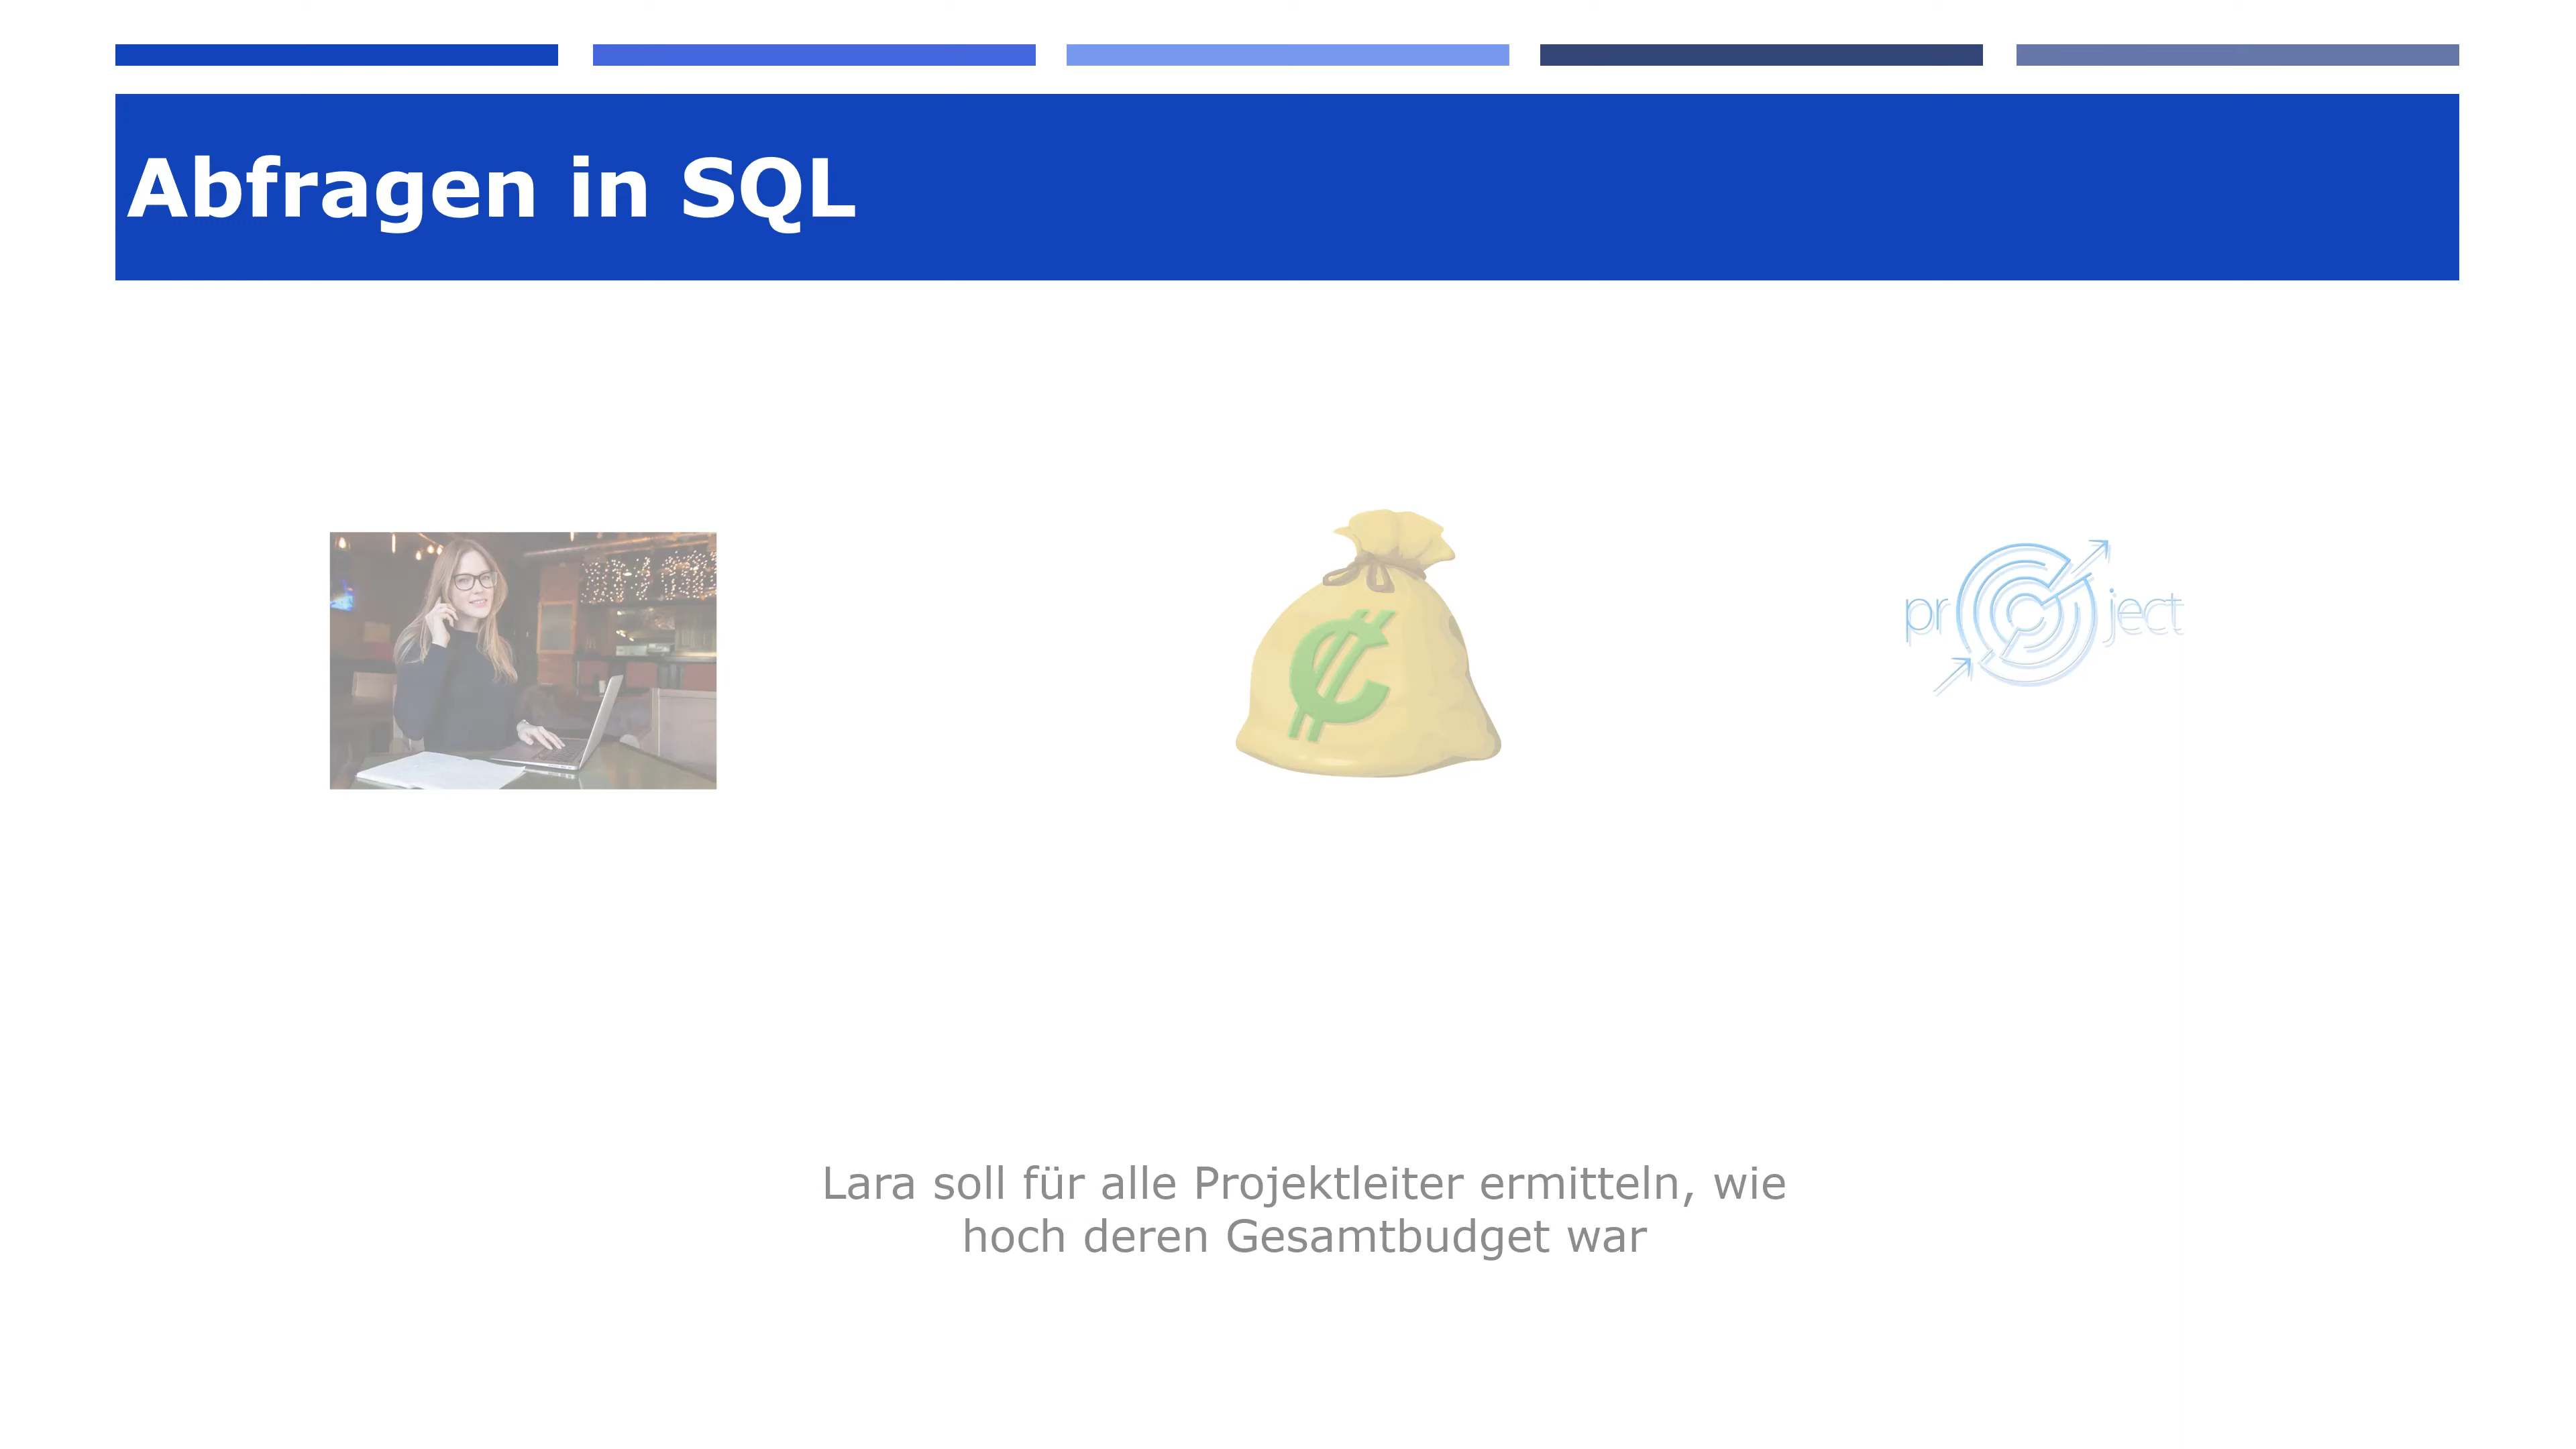 Abfragen in SQL
pr ject
Lara soll für alle Projektleiter ermitteln, wie
hoch deren Gesamtbudget war